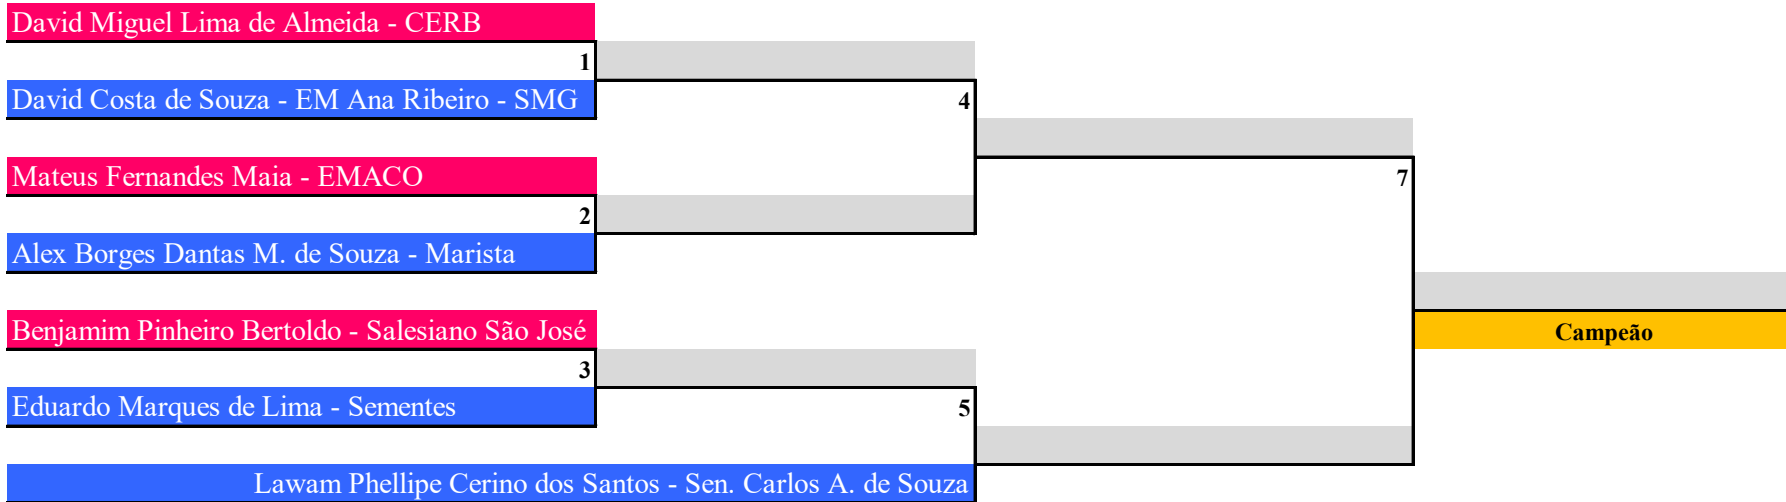 David Miguel Lima de Almeida - CERB
1
David Costa de Souza - EM Ana Ribeiro - SMG
4
Mateus Fernandes Maia - EMACO
7
2
Alex Borges Dantas M. de Souza - Marista
Benjamim Pinheiro Bertoldo - Salesiano São José
Campeão
3
Eduardo Marques de Lima - Sementes
5
Lawam Phellipe Cerino dos Santos - Sen. Carlos A. de Souza